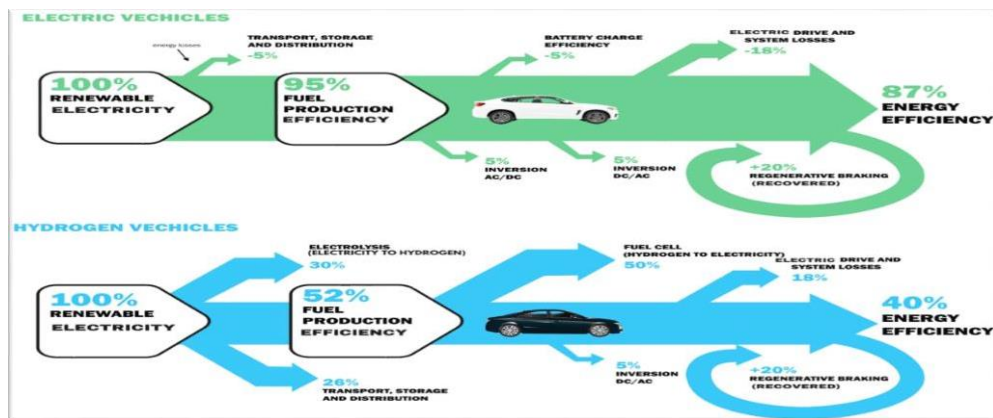 ELECTRIC VECHICLES
energy losses
TRANSPORT, STORAGE
AND DISTRIBUTION
-5%
BATTERY CHARGE
EFFICIENCY
-5%
ELECTRIC DRIVE AND
SYSTEM LOSSES
-18%
100%
RENEWABLE
ELECTRICITY
95%
FUEL
PRODUCTION
EFFICIENCY
87%
ENERGY
EFFICIENCY
5%
INVERSION
AC/DC
5%
INVERSION
DC/AC
+20%
REGENERATIVE BRAKING
(RECOVERED)
HYDROGEN VECHICLES
ELECTROLYSIS
(ELECTRICITY TO HYDROGEN)
30%
FUEL CELL
(HYDROGEN TO ELECTRICITY)
50%
ELECTRIC DRIVE AND
SYSTEM LOSSES
18%
100%
RENEWABLE
ELECTRICITY
52%
FUEL
PRODUCTION
EFFICIENCY
40%
ENERGY
EFFICIENCY
26%
TRANSPORT, STORAGE
AND DISTRIBUTION
5%
INVERSION
DC/AC
+20%
REGENERATIVE BRAKING
(RECOVERED)